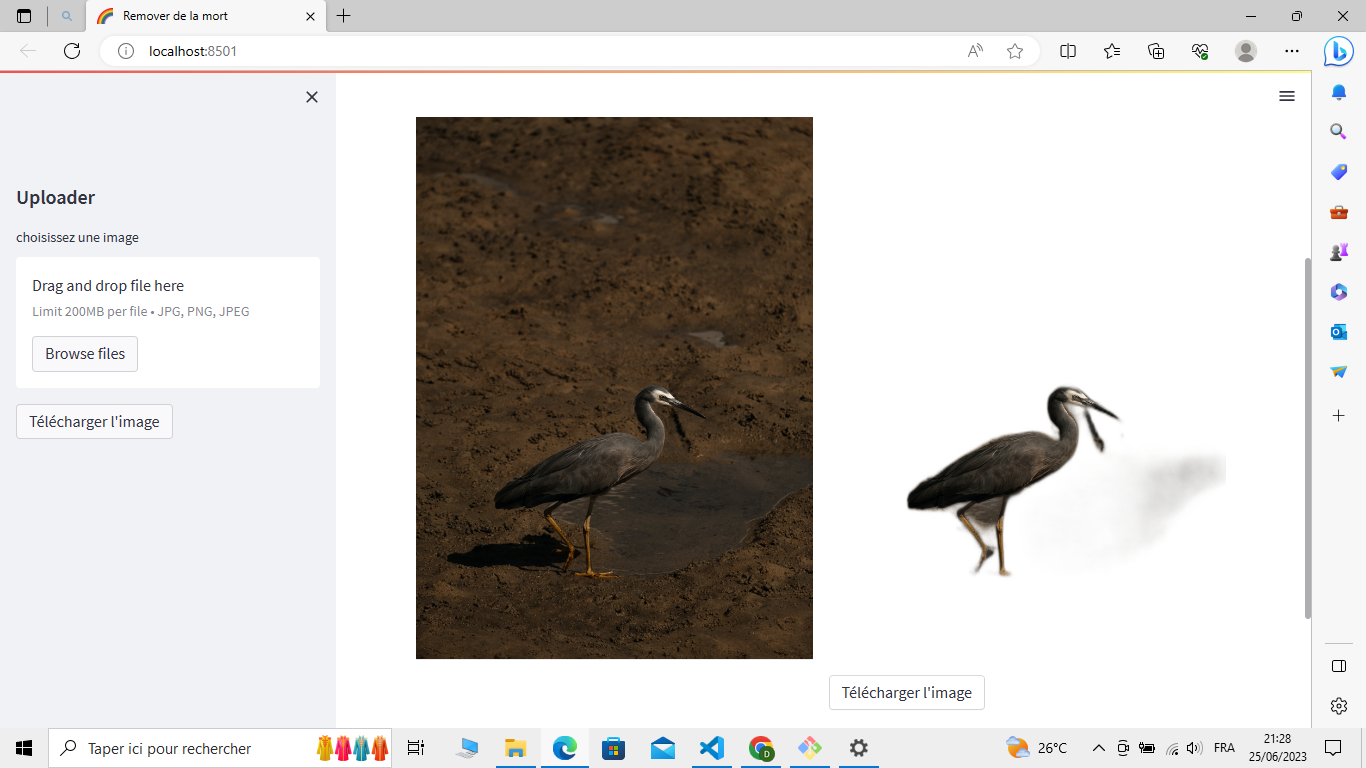 Remover de la mort
localhost:8501
Uploader
choisissez une image
Drag and drop file here
Limit 200MB per file • JPG, PNG, JPEG
Browse files
Télécharger l'image
Télécharger l'image
Taper ici pour rechercher
D
26°C
FRA
21:28
25/06/2023